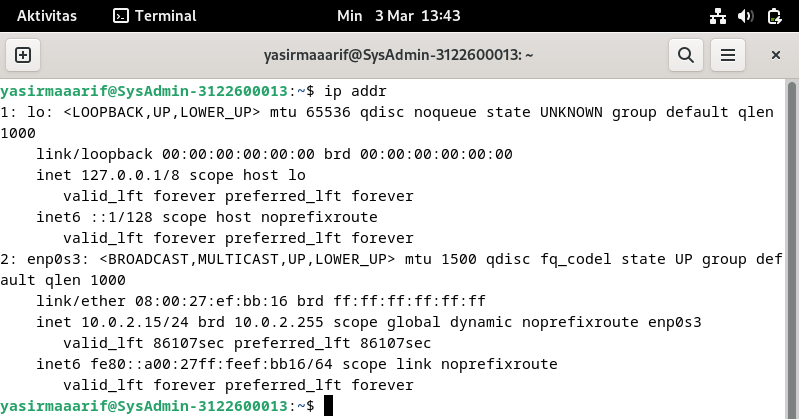 Aktivitas Terminal Min 3 Mar 13:43
yasirmaaarif@SysAdmin-3122600013: ~
yasirmaaarif@SysAdmin-3122600013:~$ ip addr
1: lo: <LOOPBACK,UP,LOWER_UP> mtu 65536 qdisc noqueue state UNKNOWN group default qlen
1000
    link/loopback 00:00:00:00:00:00 brd 00:00:00:00:00:00
    inet 127.0.0.1/8 scope host lo
       valid_lft forever preferred_lft forever
    inet6 ::1/128 scope host noprefixroute
       valid_lft forever preferred_lft forever
2: enp0s3: <BROADCAST,MULTICAST,UP,LOWER_UP> mtu 1500 qdisc fq_codel state UP group def
ault qlen 1000
    link/ether 08:00:27:ef:bb:16 brd ff:ff:ff:ff:ff:ff
    inet 10.0.2.15/24 brd 10.0.2.255 scope global dynamic noprefixroute enp0s3
       valid_lft 86107sec preferred_lft 86107sec
    inet6 fe80::a00:27ff:feef:bb16/64 scope link noprefixroute
       valid_lft forever preferred_lft forever
yasirmaaarif@SysAdmin-3122600013:~$